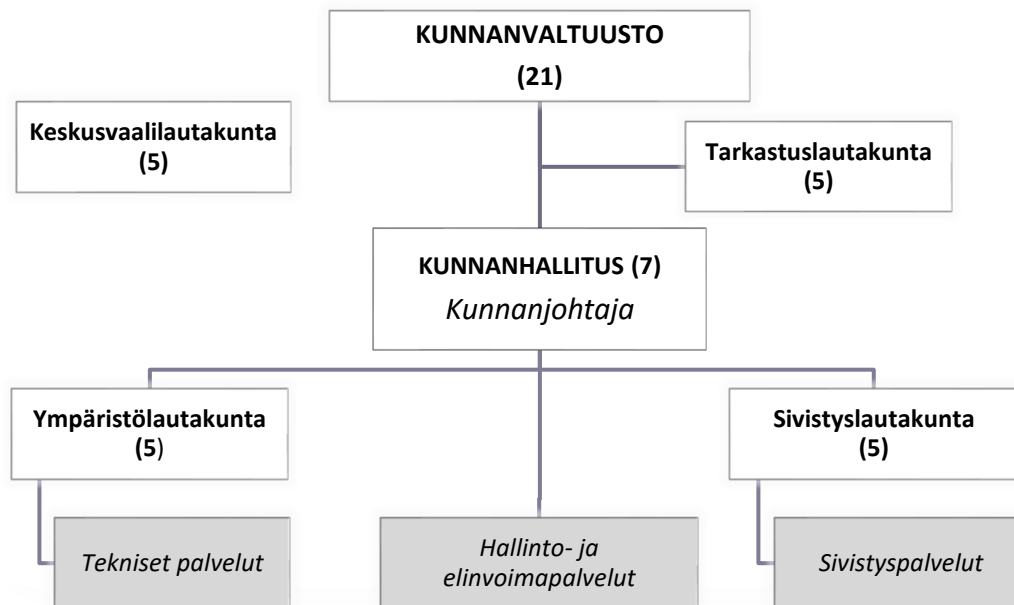 KUNNANVALTUUSTO
(21)
Keskusvaalilautakunta
(5)
Tarkastuslautakunta
(5)
KUNNANHALLITUS (7)
Kunnanjohtaja
Ympäristölautakunta
(5)
Sivistyslautakunta
(5)
Tekniset palvelut
Hallinto- ja
elinvoimapalvelut
Sivistyspalvelut